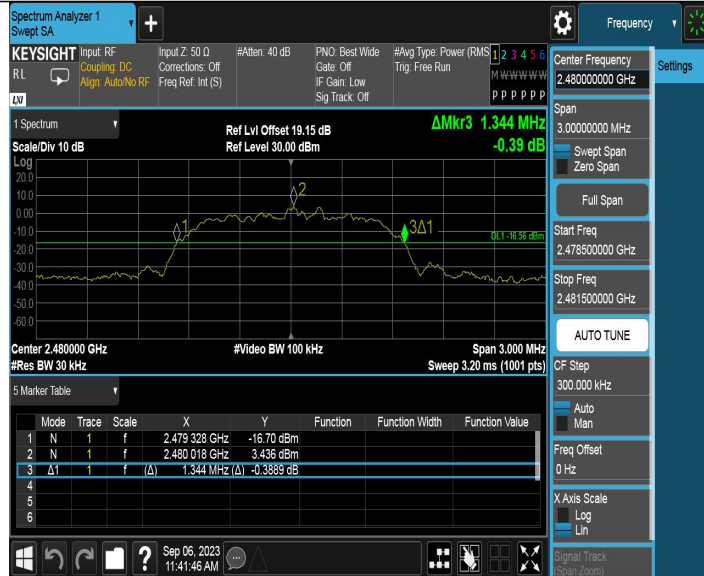 Spectrum Analyzer 1
Swept SA
+
Frequency
KEYSIGHT
RL
LXI
Input: RF
Coupling: DC
Align: Auto/No RF
Input Z: 50 Ω
Corrections: Off
Freq Ref: Int (S)
#Atten: 40 dB
PNO: Best Wide
Gate: Off
IF Gain: Low
Sig Track: Off
#Avg Type: Power (RMS
Trig: Free Run
1 2 3 4 5 6
M W W W W W
P P P P P P
1 Spectrum
Scale/Div 10 dB
Ref Lvl Offset 19.15 dB
Ref Level 30.00 dBm
ΔMkr3 1.344 MHz
-0.39 dB
Log
20.0
10.0
0.00
-10.0
-20.0
-30.0
-40.0
-50.0
-60.0
1
2
3Δ1
DL1 -16.56 dBm
Center 2.480000 GHz
#Res BW 30 kHz
#Video BW 100 kHz
Span 3.000 MHz
Sweep 3.20 ms (1001 pts)
5 Marker Table
Mode Trace Scale X Y Function Function Width Function Value
1 N 1 f 2.479 328 GHz -16.70 dBm
2 N 1 f 2.480 018 GHz 3.436 dBm
3 Δ1 1 f (Δ) 1.344 MHz (Δ) -0.3889 dB
4
5
6
Sep 06, 2023
11:41:46 AM
?
Settings
Center Frequency
2.480000000 GHz
Span
3.00000000 MHz
Swept Span
Zero Span
Full Span
Start Freq
2.478500000 GHz
Stop Freq
2.481500000 GHz
AUTO TUNE
CF Step
300.000 kHz
Auto
Man
Freq Offset
0 Hz
X Axis Scale
Log
Lin
Signal Track
(Span Zoom)